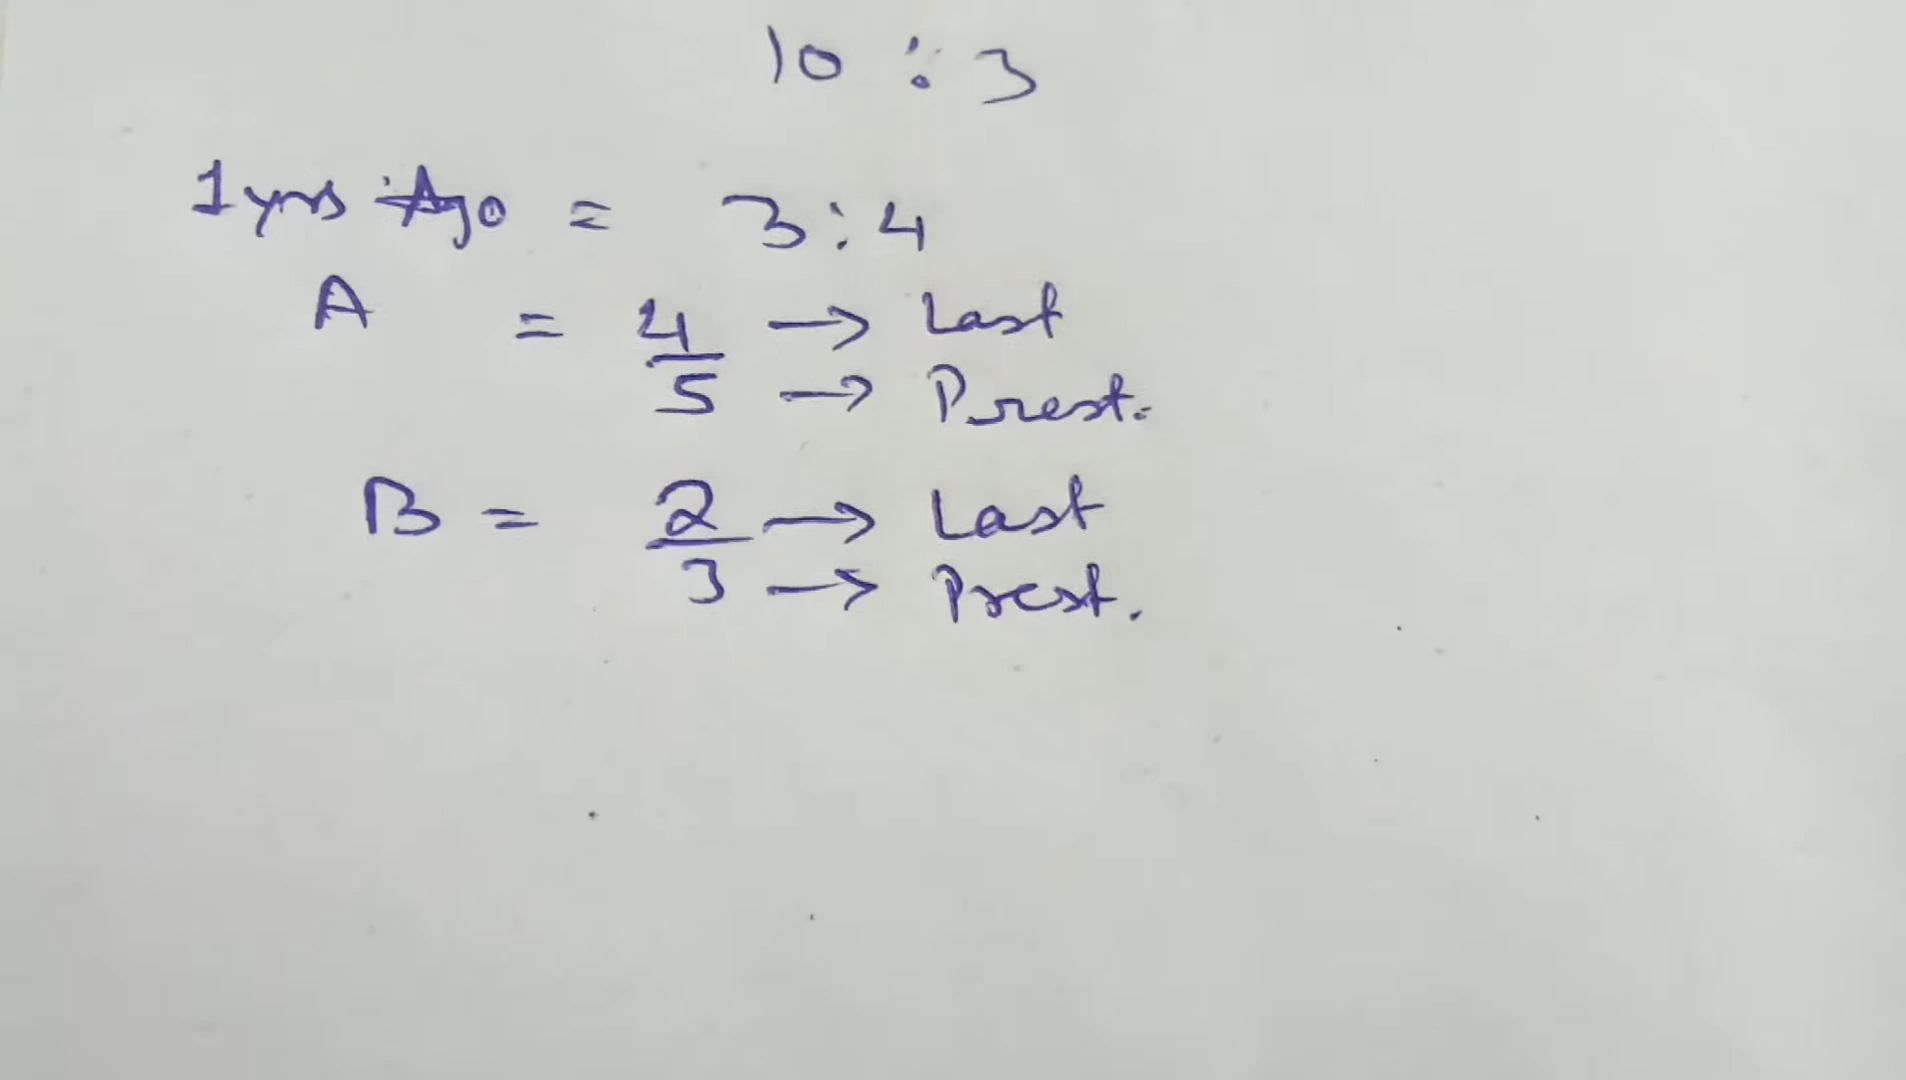 10 : 3
1 yrs Ago = 3 : 4
A = 4 → Last
5 → Prest.
B = 2 → Last
3 → Prest.